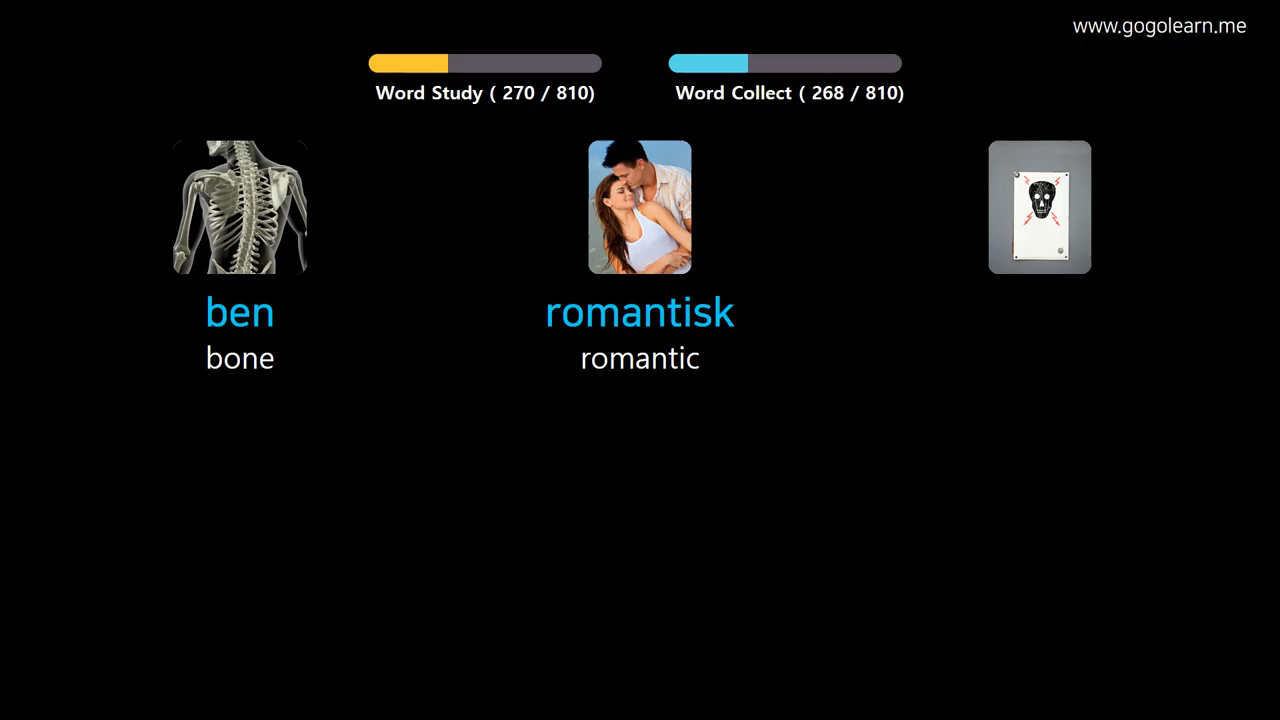 www.gogolearn.me
Word Study ( 270 / 810)
Word Collect ( 268 / 810)
ben
romantisk
bone
romantic